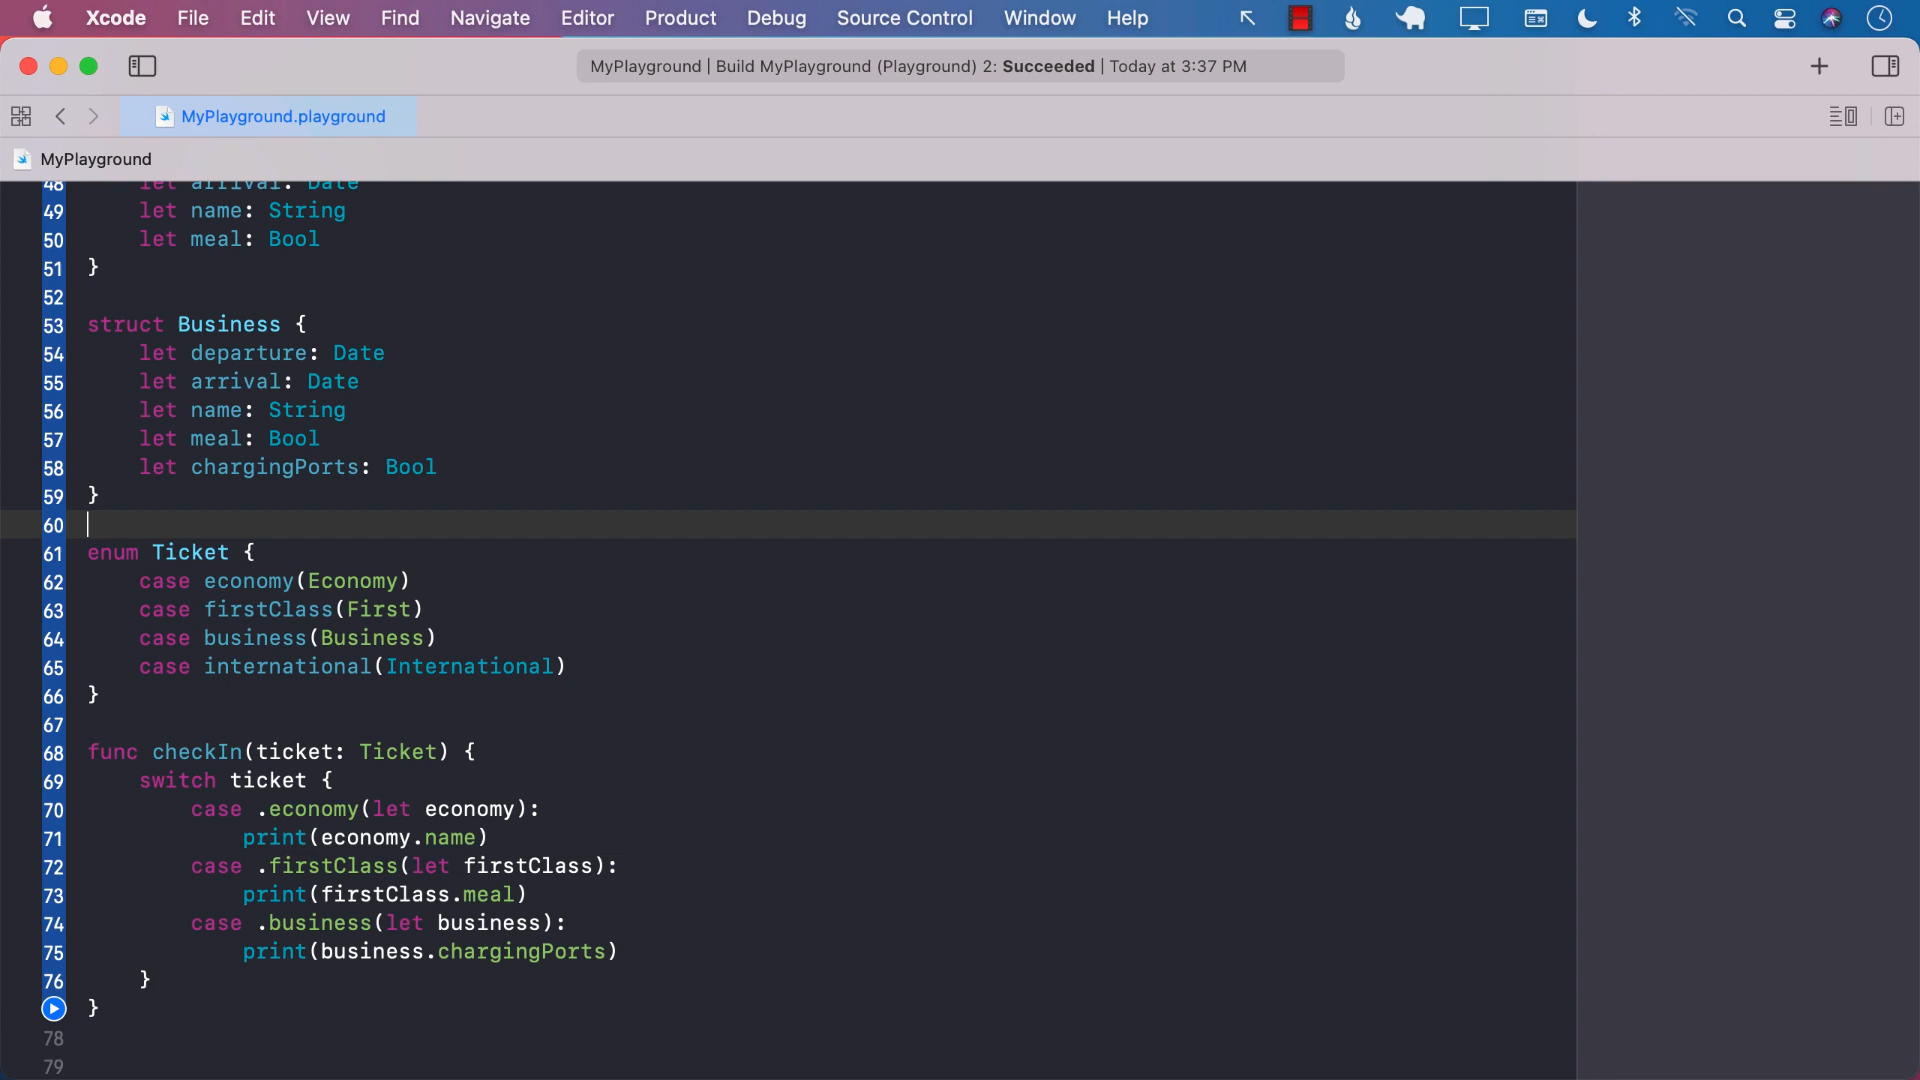 Xcode File Edit View Find Navigate Editor Product Debug Source Control Window Help
MyPlayground | Build MyPlayground (Playground) 2: Succeeded | Today at 3:37 PM
MyPlayground.playground
MyPlayground
48 let arrival: Date
49 let name: String
50 let meal: Bool
51 }
52
53 struct Business {
54 let departure: Date
55 let arrival: Date
56 let name: String
57 let meal: Bool
58 let chargingPorts: Bool
59 }
60
61 enum Ticket {
62 case economy(Economy)
63 case firstClass(First)
64 case business(Business)
65 case international(International)
66 }
67
68 func checkIn(ticket: Ticket) {
69 switch ticket {
70 case .economy(let economy):
71 print(economy.name)
72 case .firstClass(let firstClass):
73 print(firstClass.meal)
74 case .business(let business):
75 print(business.chargingPorts)
76 }
}
78
79